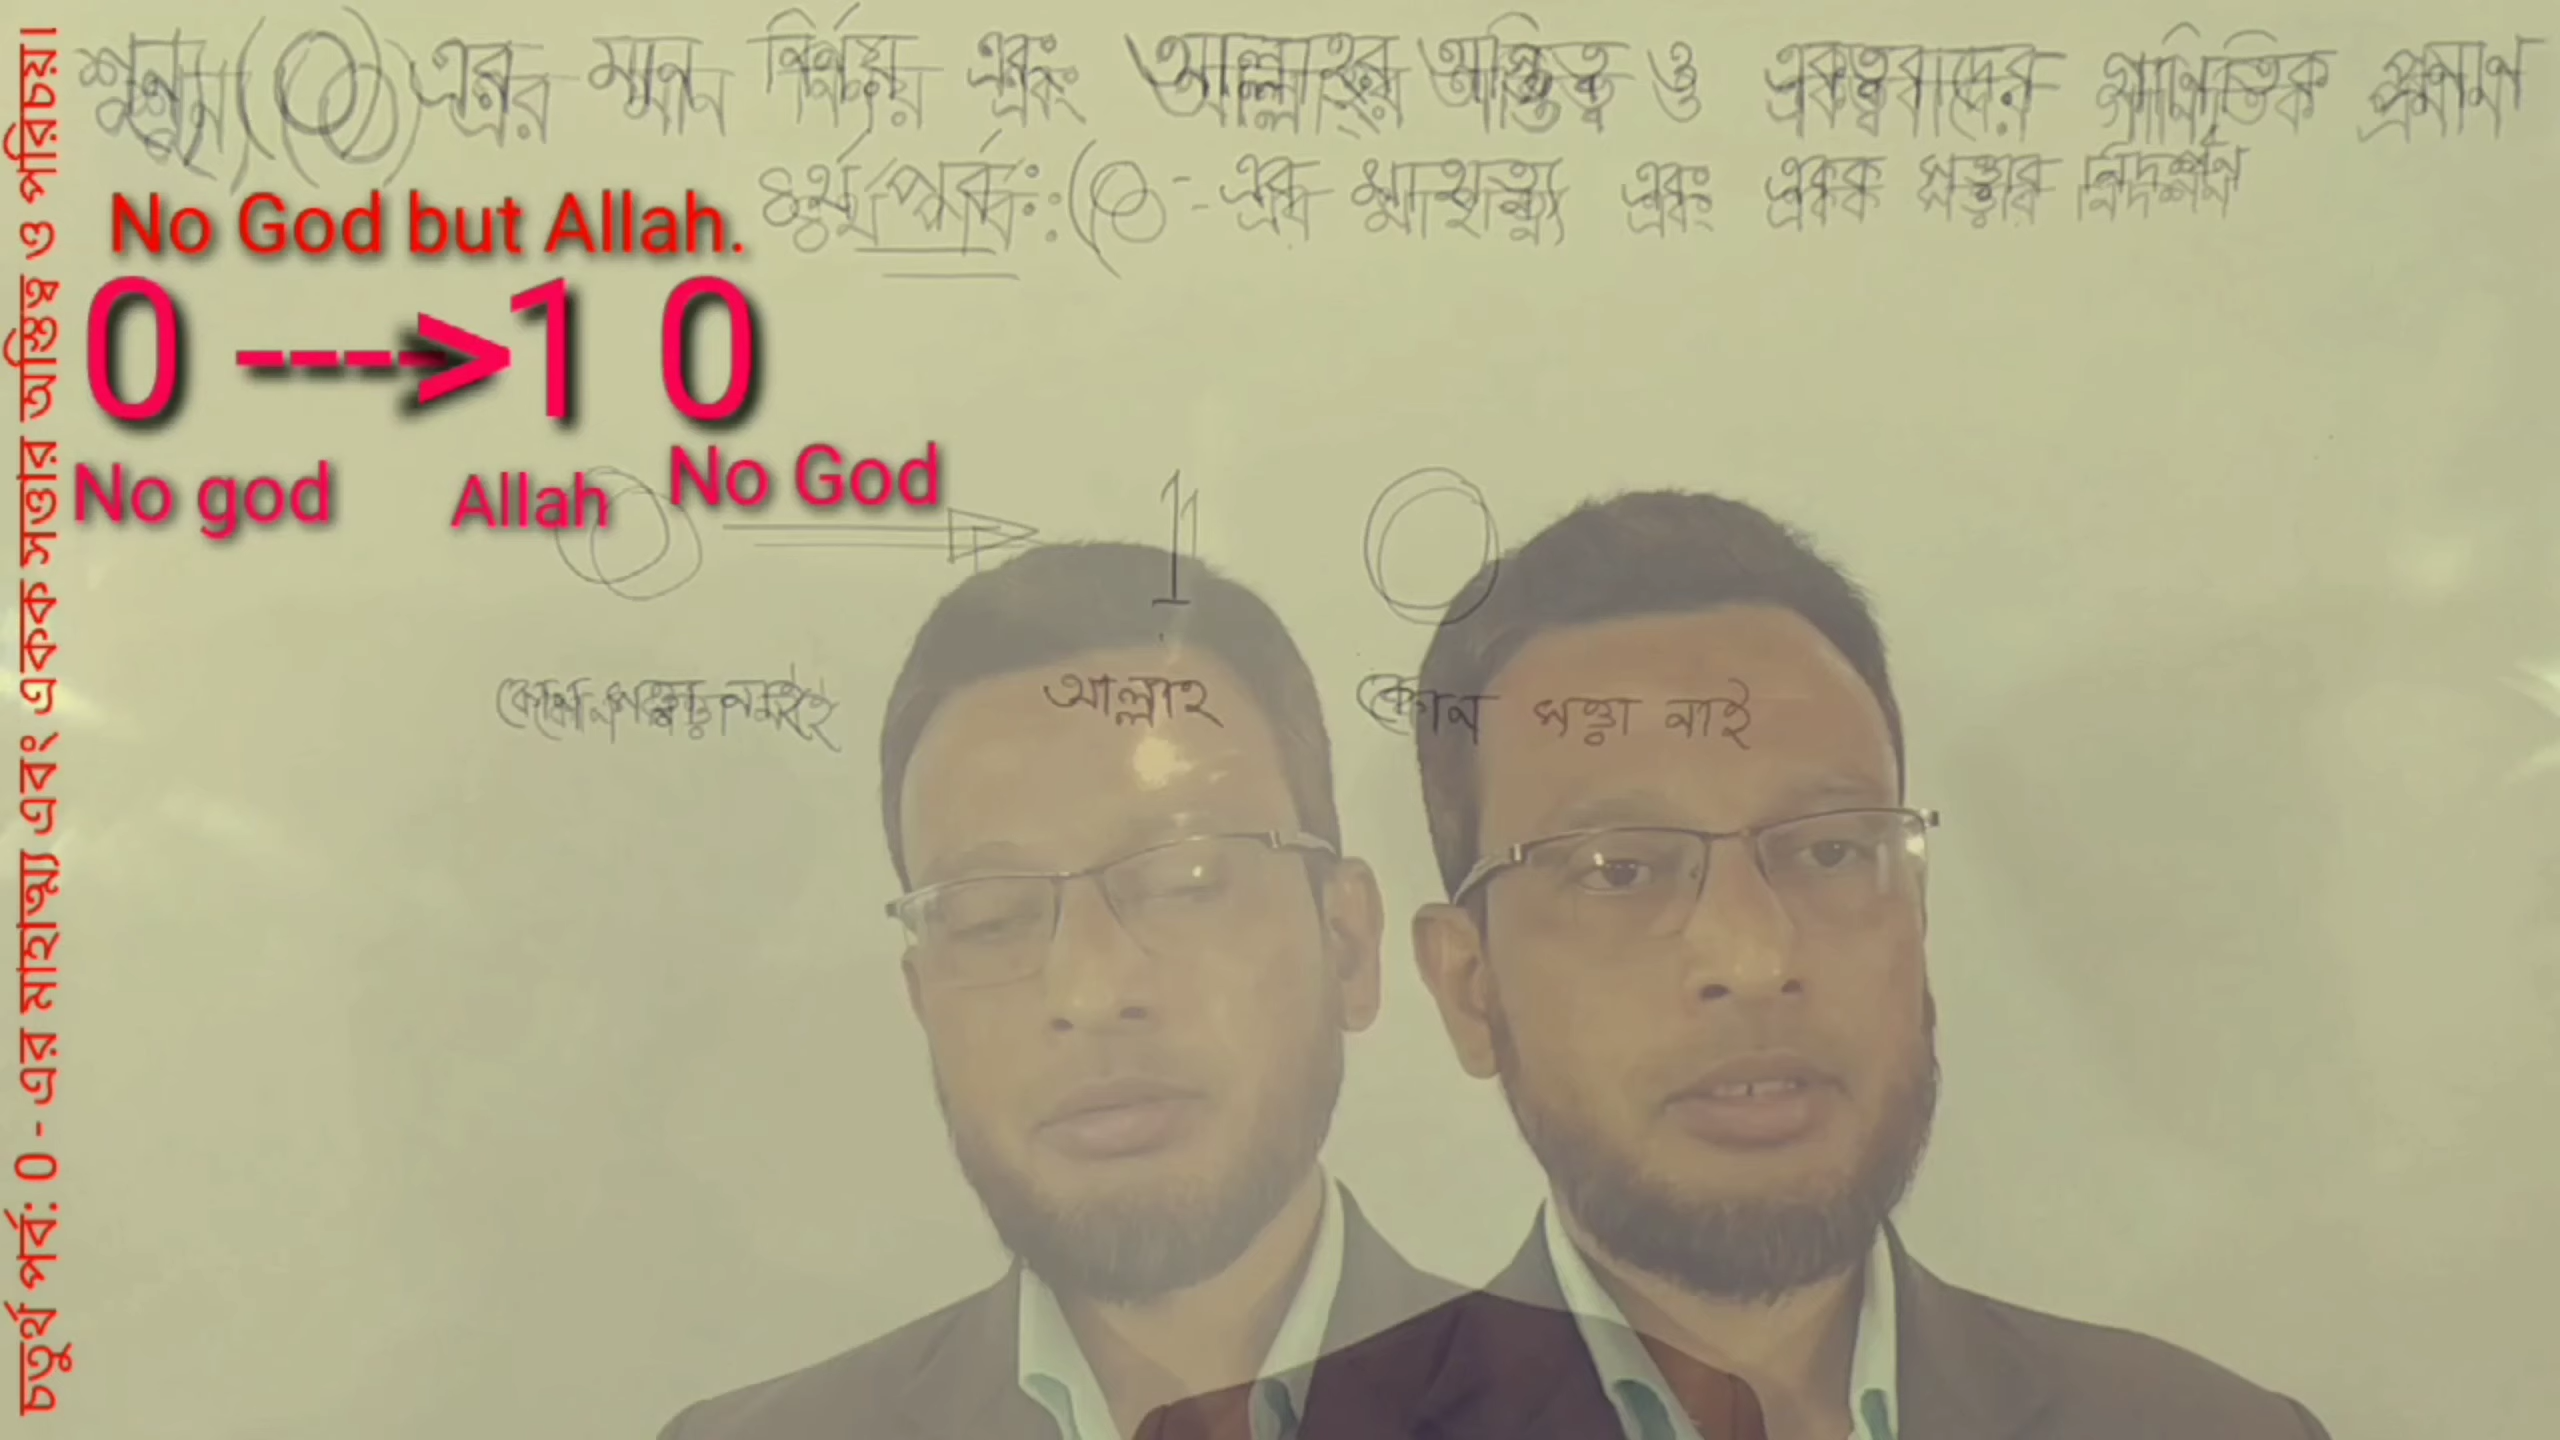 শূন্য (0) এর মান নির্ণয় এবং আল্লাহর অস্তিত্ব ও একত্ববাদের গাণিতিক প্রমাণ
৪র্থ পর্ব: 0 - এর মাহাত্ম্য এবং একক সত্তার নিদর্শন
No God but Allah.
0 ---->1 0
No god Allah No God
0 1 0
কোন সত্তা নাই আল্লাহ কোন সত্তা নাই
চতুর্থ পর্ব: 0 - এর মাহাত্ম্য এবং একক সত্তার অস্তিত্ব ও পরিচয়।